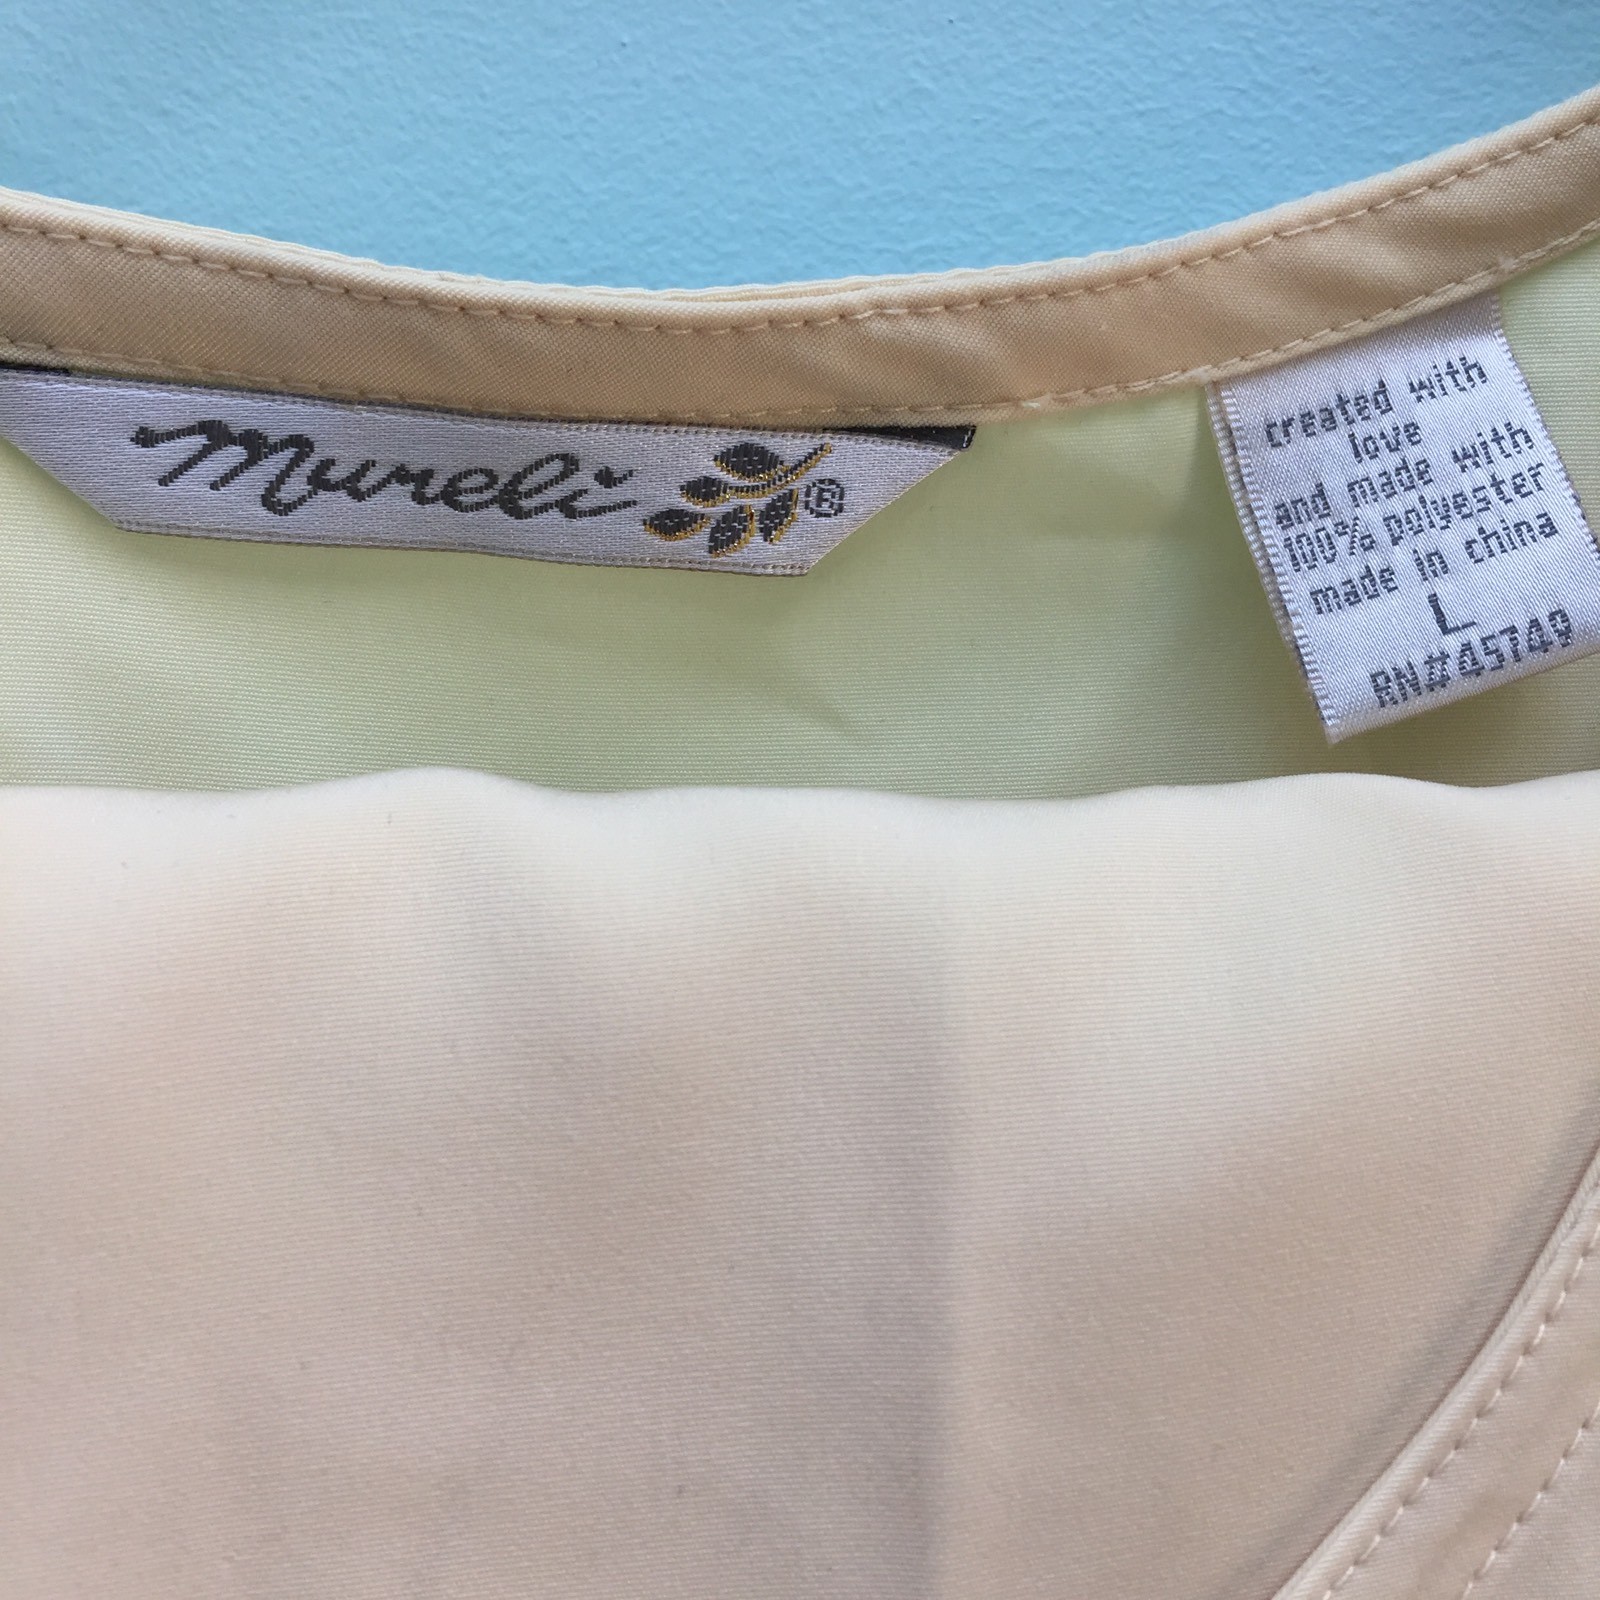 Mureli ®
created with
love
and made with
100% polyester
made in china
L
RN#45749